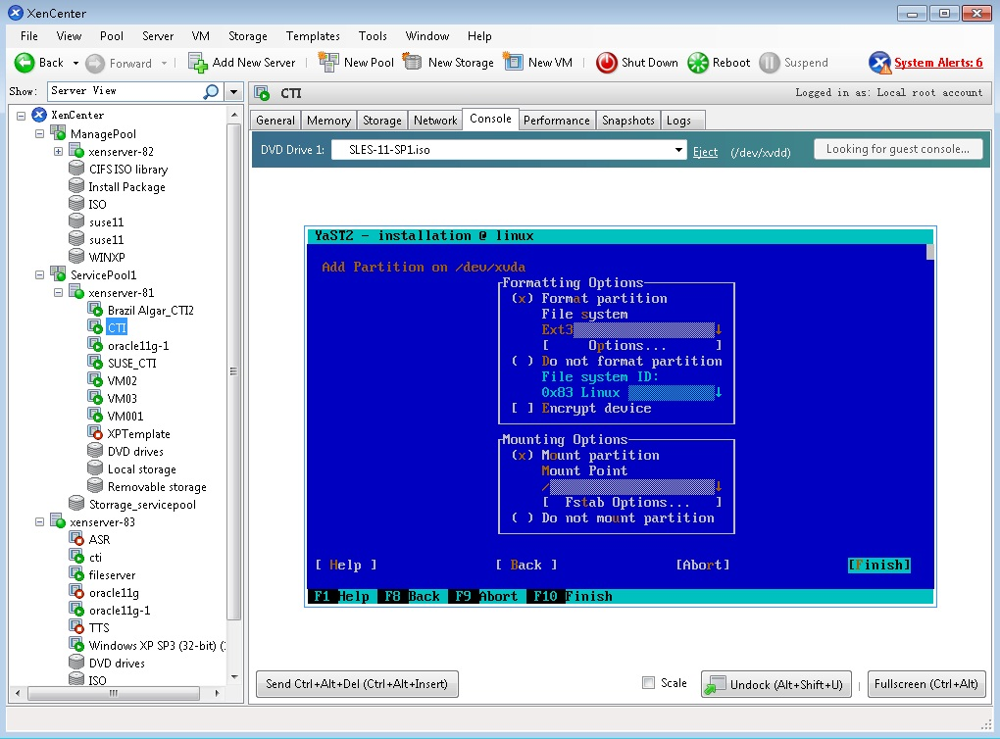 XenCenter
File View Pool Server VM Storage Templates Tools Window Help
Back Forward Add New Server New Pool New Storage New VM Shut Down Reboot Suspend System Alerts: 6
Show: Server View
CTI
Logged in as: Local root account
XenCenter
ManagePool
xenserver-82
CIFS ISO library
Install Package
ISO
suse11
suse11
WINXP
ServicePool1
xenserver-81
Brazil Algar_CTI2
CTI
oracle11g-1
SUSE_CTI
VM02
VM03
VM001
XPTemplate
DVD drives
Local storage
Removable storage
Storrage_servicepool
xenserver-83
ASR
cti
fileserver
oracle11g
oracle11g-1
TTS
Windows XP SP3 (32-bit) (:
DVD drives
ISO
General Memory Storage Network Console Performance Snapshots Logs
DVD Drive 1: SLES-11-SP1.iso Eject (/dev/xvdd) Looking for guest console...
YaST2 - installation @ linux
Add Partition on /dev/xvda
Formatting Options
(x) Format partition
File system
Ext3
[ Options... ]
( ) Do not format partition
File system ID:
0x83 Linux
[ ] Encrypt device
Mounting Options
(x) Mount partition
Mount Point
/
[ Fstab Options... ]
( ) Do not mount partition
[ Help ] [ Back ] [Abort] [Finish]
F1 Help F8 Back F9 Abort F10 Finish
Send Ctrl+Alt+Del (Ctrl+Alt+Insert) Scale Undock (Alt+Shift+U) Fullscreen (Ctrl+Alt)